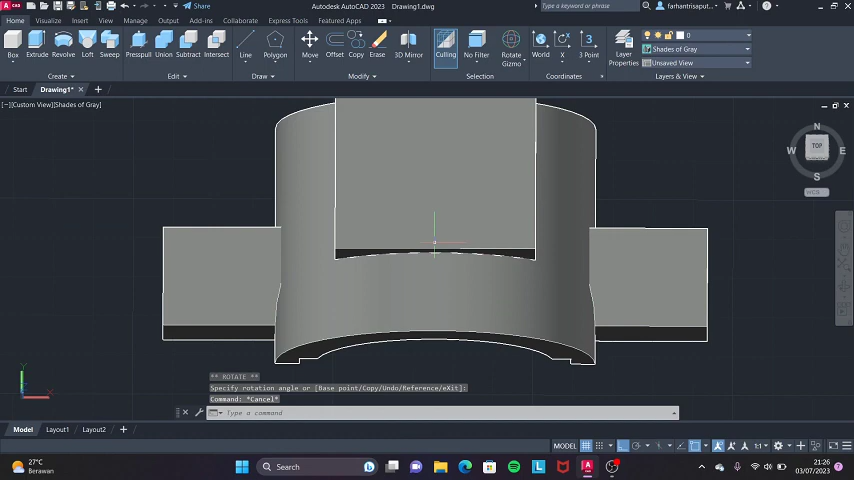 Share
Autodesk AutoCAD 2023 Drawing1.dwg
Type a keyword or phrase
farhantrisaput...
CAD
Home Visualize Annotate Insert View Manage Output Add-ins Collaborate Express Tools Featured Apps
Box Extrude Revolve Loft Sweep Presspull Union Subtract Intersect Line Polygon Move Offset Copy Erase 3D Mirror Culling No Filter Rotate Gizmo World X 3 Point Layer Properties
0
Shades of Gray
Unsaved View
Create Edit Draw Modify Selection Coordinates Layers & Views
Start Drawing1*
[−][Custom View][Shades of Gray]
N
W TOP E
S
WCS
** ROTATE **
Specify rotation angle or [Base point/Copy/Undo/Reference/eXit]:
Command: *Cancel*
Type a command
Y
X
Model Layout1 Layout2
MODEL 1:1
27°C
Berawan
Search
21:26
03/07/2023